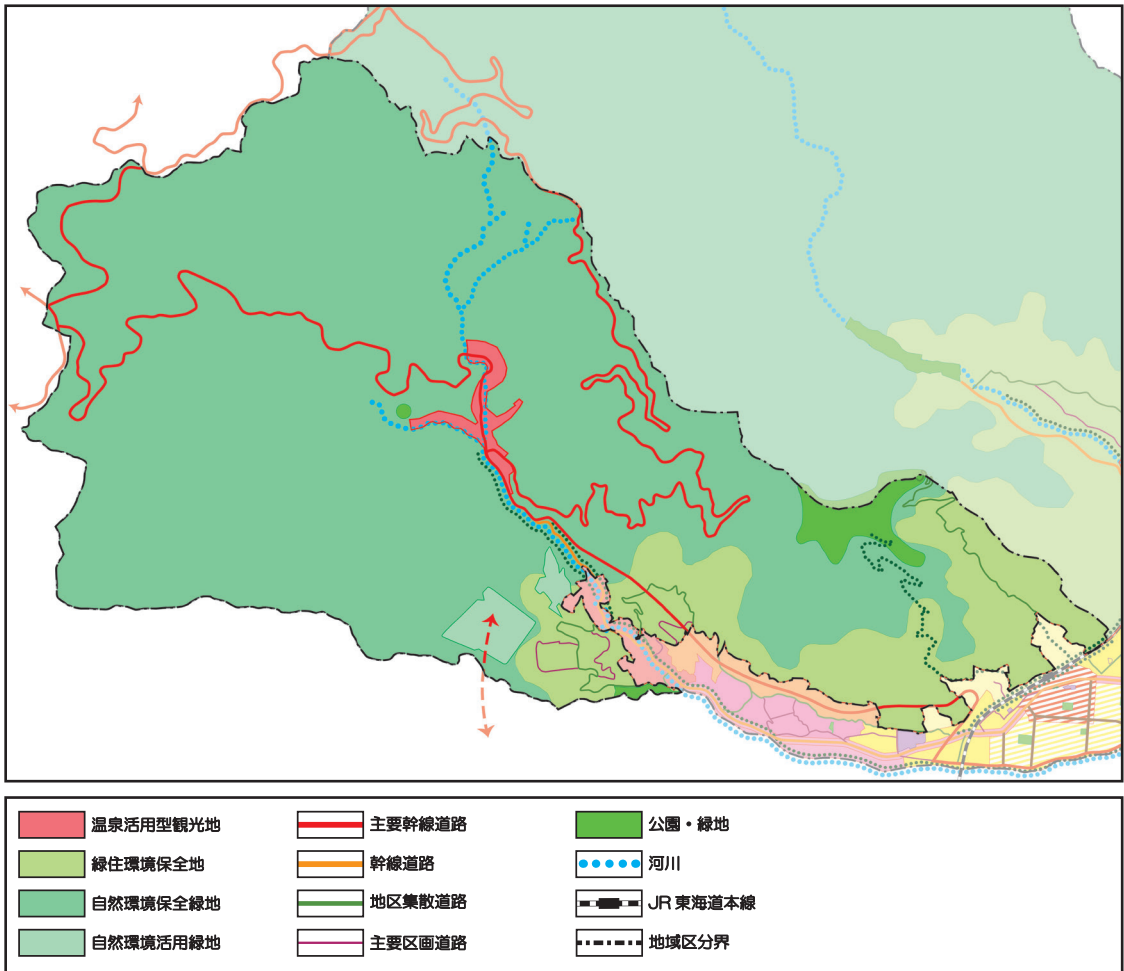 温泉活用型観光地
緑住環境保全地
自然環境保全緑地
自然環境活用緑地
主要幹線道路
幹線道路
地区集散道路
主要区画道路
公園・緑地
河川
JR東海道本線
地域区分界